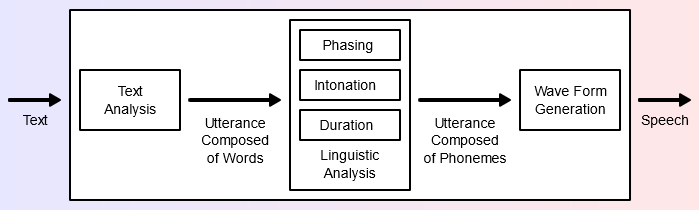 Text
Text
Analysis
Utterance
Composed
of Words
Phasing
Intonation
Duration
Linguistic
Analysis
Utterance
Composed
of Phonemes
Wave Form
Generation
Speech